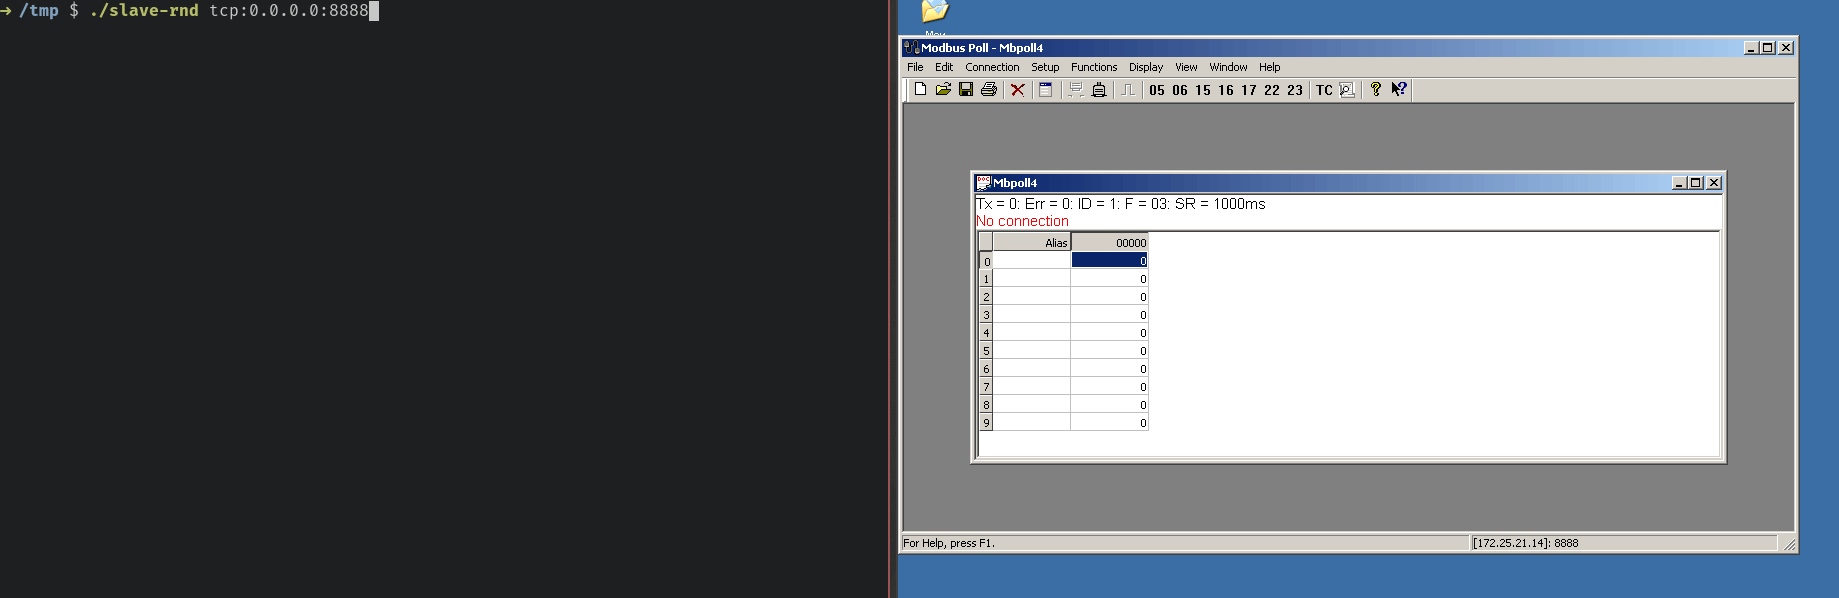 → /tmp $ ./slave-rnd tcp:0.0.0.0:8888
Modbus Poll - Mbpoll4
File Edit Connection Setup Functions Display View Window Help
05 06 15 16 17 22 23 TC
Mbpoll4
Tx = 0: Err = 0: ID = 1: F = 03: SR = 1000ms
No connection
Alias 00000
0 0
1 0
2 0
3 0
4 0
5 0
6 0
7 0
8 0
9 0
For Help, press F1.
[172.25.21.14]: 8888